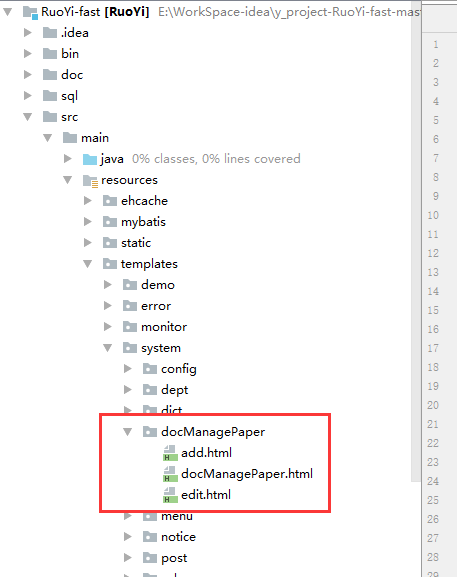 RuoYi-fast [RuoYi] E:\WorkSpace-idea\y_project-RuoYi-fast-mast
.idea
bin
doc
sql
src
main
java 0% classes, 0% lines covered
resources
ehcache
mybatis
static
templates
demo
error
monitor
system
config
dept
dict
docManagePaper
add.html
docManagePaper.html
edit.html
menu
notice
post
1
2
3
4
5
6
7
8
9
10
11
12
13
14
15
16
17
18
19
20
21
22
23
24
25
26
27
28
29